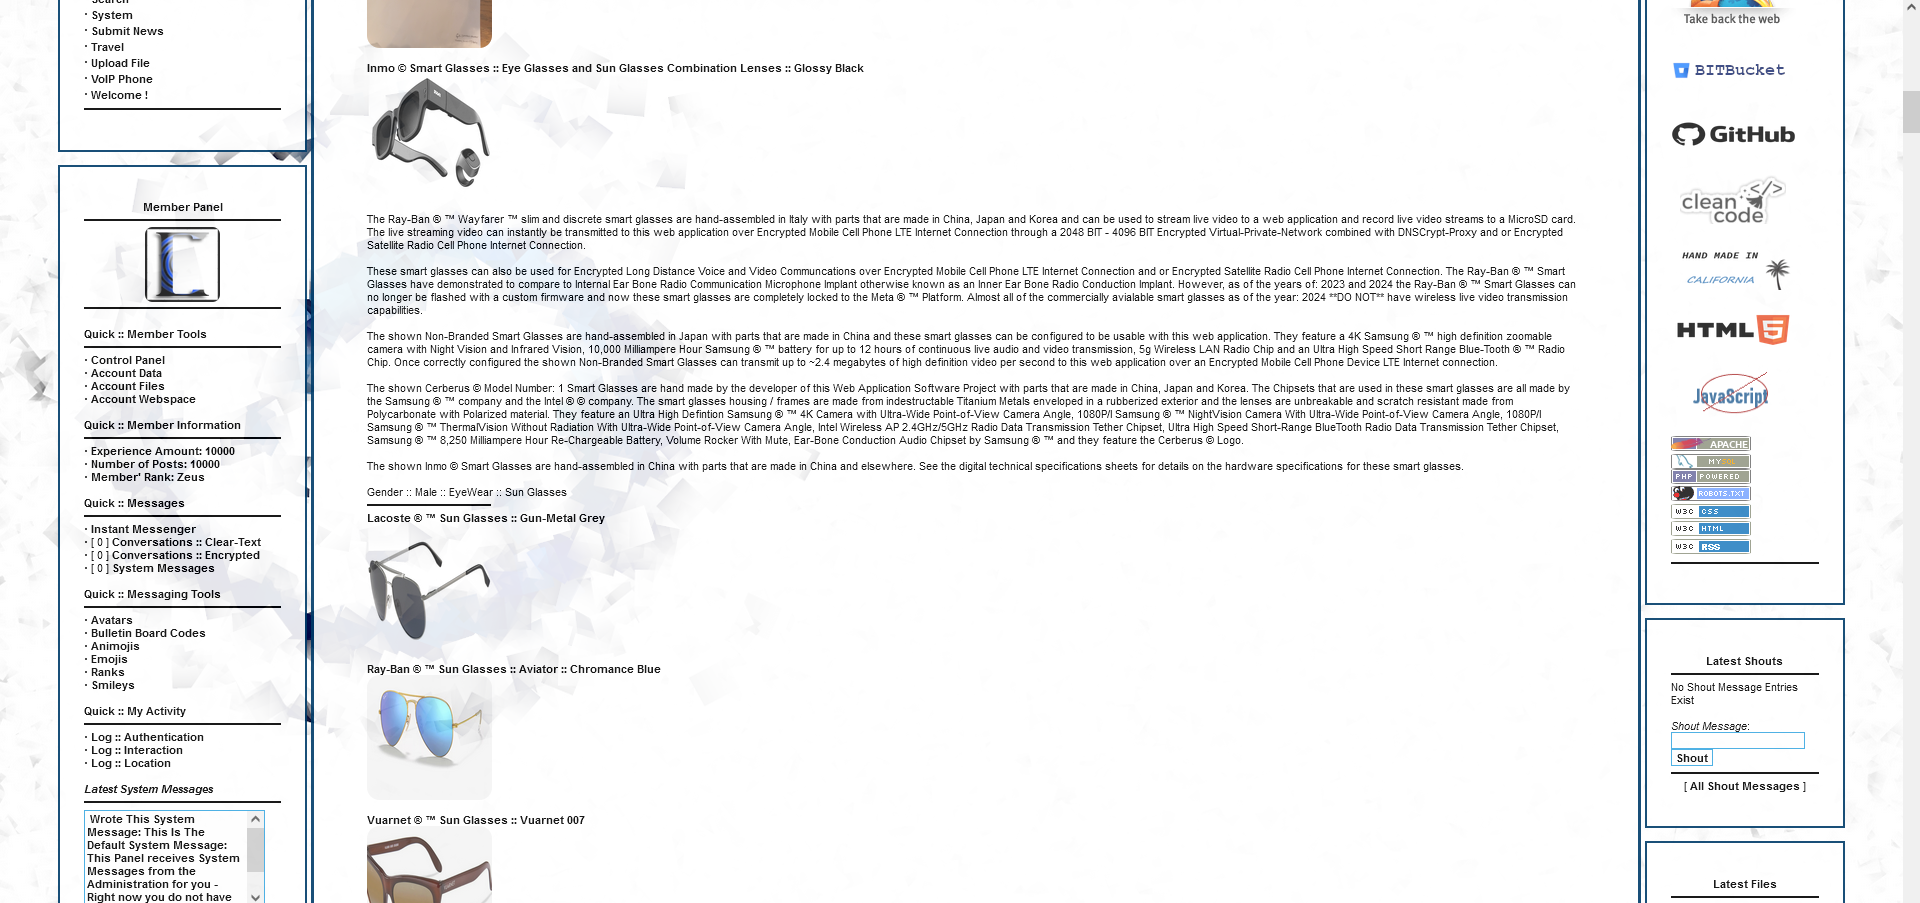 · Search
· System
· Submit News
· Travel
· Upload File
· VoIP Phone
· Welcome !
Member Panel
Quick :: Member Tools
· Control Panel
· Account Data
· Account Files
· Account Webspace
Quick :: Member Information
· Experience Amount: 10000
· Number of Posts: 10000
· Member' Rank: Zeus
Quick :: Messages
· Instant Messenger
· [ 0 ] Conversations :: Clear-Text
· [ 0 ] Conversations :: Encrypted
· [ 0 ] System Messages
Quick :: Messaging Tools
· Avatars
· Bulletin Board Codes
· Animojis
· Emojis
· Ranks
· Smileys
Quick :: My Activity
· Log :: Authentication
· Log :: Interaction
· Log :: Location
Latest System Messages
Wrote This System
Message: This Is The
Default System Message:
This Panel receives System
Messages from the
Administration for you -
Right now you do not have
Inmo © Smart Glasses :: Eye Glasses and Sun Glasses Combination Lenses :: Glossy Black
The Ray-Ban ® ™ Wayfarer ™ slim and discrete smart glasses are hand-assembled in Italy with parts that are made in China, Japan and Korea and can be used to stream live video to a web application and record live video streams to a MicroSD card.
The live streaming video can instantly be transmitted to this web application over Encrypted Mobile Cell Phone LTE Internet Connection through a 2048 BIT - 4096 BIT Encrypted Virtual-Private-Network combined with DNSCrypt-Proxy and or Encrypted
Satellite Radio Cell Phone Internet Connection.
These smart glasses can also be used for Encrypted Long Distance Voice and Video Communcations over Encrypted Mobile Cell Phone LTE Internet Connection and or Encrypted Satellite Radio Cell Phone Internet Connection. The Ray-Ban ® ™ Smart
Glasses have demonstrated to compare to Internal Ear Bone Radio Communication Microphone Implant otherwise known as an Inner Ear Bone Radio Conduction Implant. However, as of the years of: 2023 and 2024 the Ray-Ban ® ™ Smart Glasses can
no longer be flashed with a custom firmware and now these smart glasses are completely locked to the Meta ® ™ Platform. Almost all of the commercially avialable smart glasses as of the year: 2024 **DO NOT** have wireless live video transmission
capabilities.
The shown Non-Branded Smart Glasses are hand-assembled in Japan with parts that are made in China and these smart glasses can be configured to be usable with this web application. They feature a 4K Samsung ® ™ high definition zoomable
camera with Night Vision and Infrared Vision, 10,000 Milliampere Hour Samsung ® ™ battery for up to 12 hours of continuous live audio and video transmission, 5g Wireless LAN Radio Chip and an Ultra High Speed Short Range Blue-Tooth ® ™ Radio
Chip. Once correctly configured the shown Non-Branded Smart Glasses can transmit up to ~2.4 megabytes of high definition video per second to this web application over an Encrypted Mobile Cell Phone Device LTE Internet connection.
The shown Cerberus © Model Number: 1 Smart Glasses are hand made by the developer of this Web Application Software Project with parts that are made in China, Japan and Korea. The Chipsets that are used in these smart glasses are all made by
the Samsung ® ™ company and the Intel ® © company. The smart glasses housing / frames are made from indestructable Titanium Metals enveloped in a rubberized exterior and the lenses are unbreakable and scratch resistant made from
Polycarbonate with Polarized material. They feature an Ultra High Defintion Samsung ® ™ 4K Camera with Ultra-Wide Point-of-View Camera Angle, 1080P/I Samsung ® ™ NightVision Camera With Ultra-Wide Point-of-View Camera Angle, 1080P/I
Samsung ® ™ ThermalVision Without Radiation With Ultra-Wide Point-of-View Camera Angle, Intel Wireless AP 2.4GHz/5GHz Radio Data Transmission Tether Chipset, Ultra High Speed Short-Range BlueTooth Radio Data Transmission Tether Chipset,
Samsung ® ™ 8,250 Milliampere Hour Re-Chargeable Battery, Volume Rocker With Mute, Ear-Bone Conduction Audio Chipset by Samsung ® ™ and they feature the Cerberus © Logo.
The shown Inmo © Smart Glasses are hand-assembled in China with parts that are made in China and elsewhere. See the digital technical specifications sheets for details on the hardware specifications for these smart glasses.
Gender :: Male :: EyeWear :: Sun Glasses
Lacoste ® ™ Sun Glasses :: Gun-Metal Grey
Ray-Ban ® ™ Sun Glasses :: Aviator :: Chromance Blue
Vuarnet ® ™ Sun Glasses :: Vuarnet 007
Take back the web
BITBucket
GitHub
clean </>
code
HAND MADE IN
CALIFORNIA
HTML 5
JavaScript
APACHE
MYSQL
PHP POWERED
ROBOTS.TXT
W3C CSS
W3C HTML
W3C RSS
Latest Shouts
No Shout Message Entries
Exist
Shout Message:
Shout
[ All Shout Messages ]
Latest Files